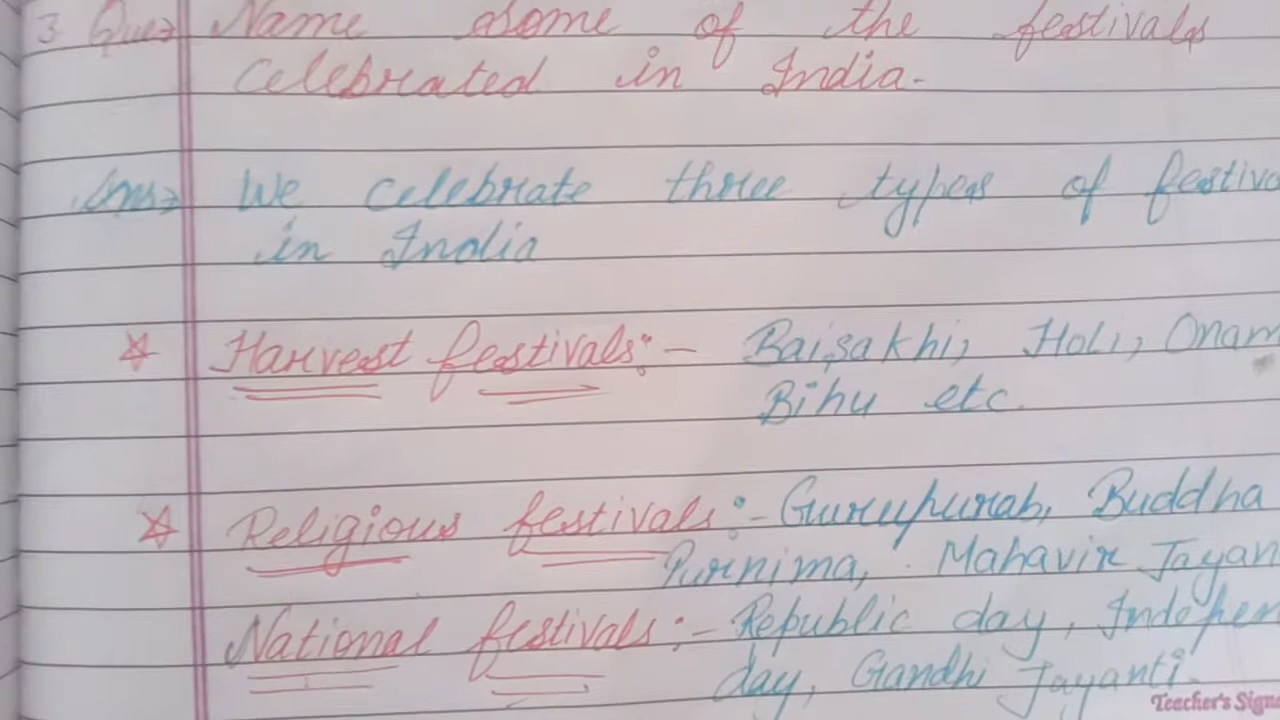 3 Que→ Name some of the festivals
celebrated in India.
Ans→ We celebrate three types of festiva
in India
☆ Harvest festivals:- Baisakhi, Holi, Onam
Bihu etc.
☆ Religious festivals:- Gurupurab, Buddha
Purnima, Mahavir Jayan
National festivals:- Republic day, Indepen
day, Gandhi Jayanti.
Teacher's Signa